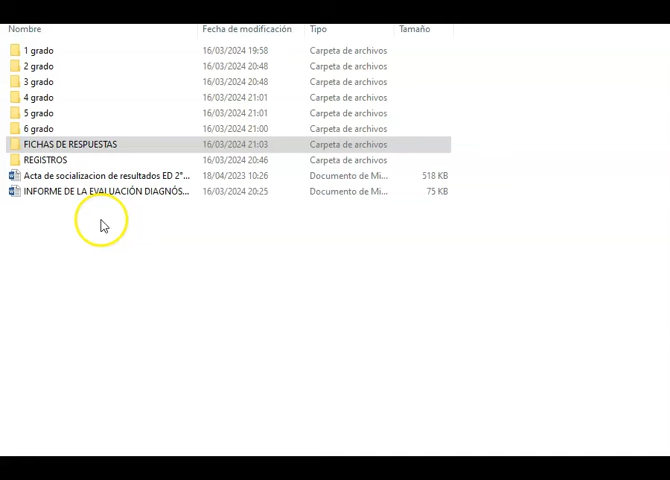 Nombre Fecha de modificación Tipo Tamaño
1 grado 16/03/2024 19:58 Carpeta de archivos
2 grado 16/03/2024 20:48 Carpeta de archivos
3 grado 16/03/2024 20:48 Carpeta de archivos
4 grado 16/03/2024 21:01 Carpeta de archivos
5 grado 16/03/2024 21:01 Carpeta de archivos
6 grado 16/03/2024 21:00 Carpeta de archivos
FICHAS DE RESPUESTAS 16/03/2024 21:03 Carpeta de archivos
REGISTROS 16/03/2024 20:46 Carpeta de archivos
Acta de socializacion de resultados ED 2°... 18/04/2023 10:26 Documento de Mi... 518 KB
INFORME DE LA EVALUACIÓN DIAGNÓS... 16/03/2024 20:25 Documento de Mi... 75 KB